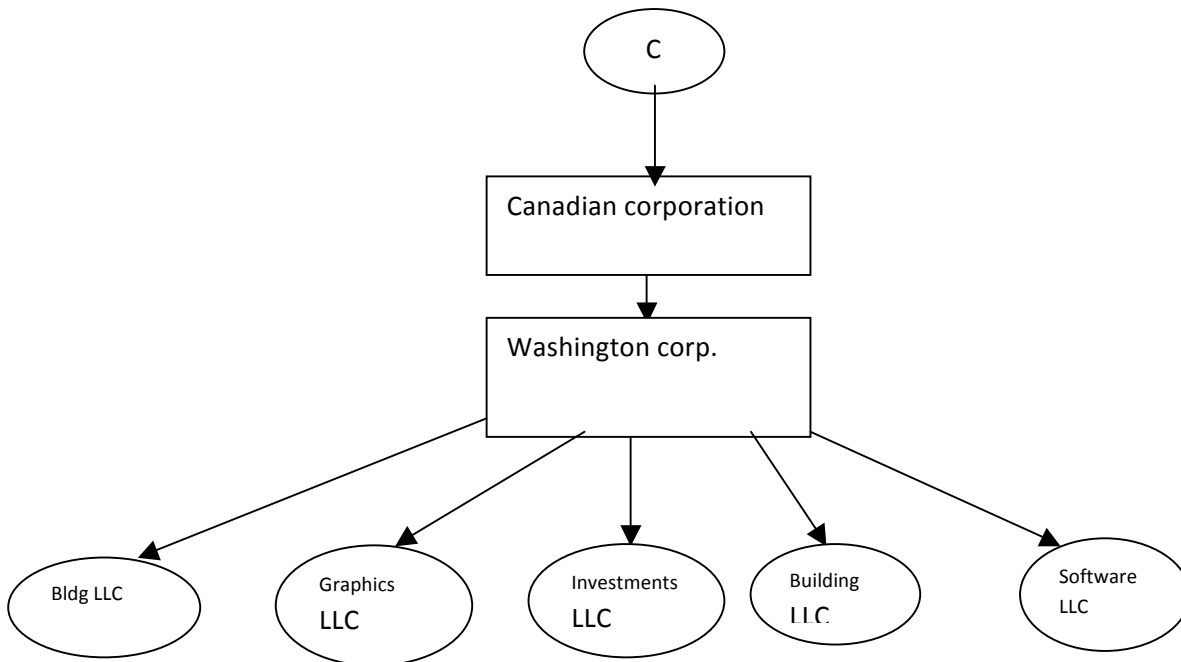 C
Canadian corporation
Washington corp.
Bldg LLC
Graphics
LLC
Investments
LLC
Building
LLC
Software
LLC